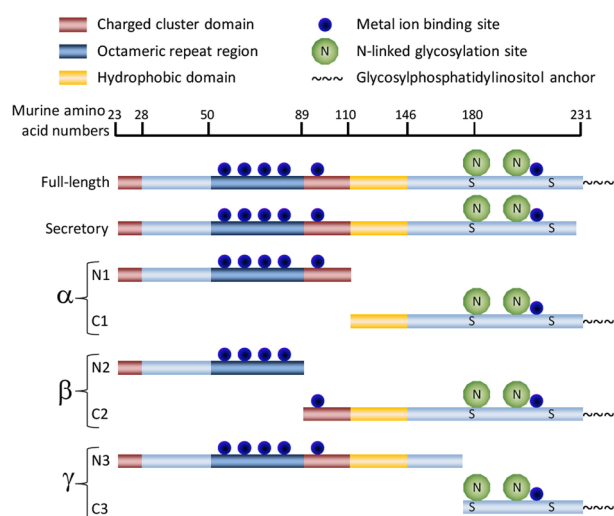 Charged cluster domain
Metal ion binding site
Octameric repeat region
N N-linked glycosylation site
Hydrophobic domain
~~~ Glycosylphosphatidylinositol anchor
Murine amino
acid numbers
23 28 50 89 110 146 180 231
N N
Full-length S S ~~~
N N
Secretory S S
α
N1
N N
C1 S S ~~~
β
N2
N N
C2 S S ~~~
γ
N3
N N
C3 S S ~~~